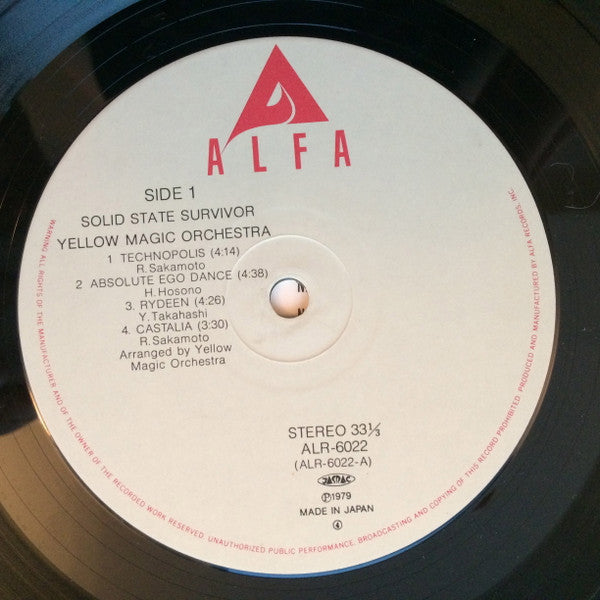 ALFA
SIDE 1
SOLID STATE SURVIVOR
YELLOW MAGIC ORCHESTRA
1 TECHNOPOLIS (4:14)
R. Sakamoto
2 ABSOLUTE EGO DANCE (4:38)
H. Hosono
3. RYDEEN (4:26)
Y. Takahashi
4. CASTALIA (3:30)
R. Sakamoto
Arranged by Yellow
Magic Orchestra
STEREO 33⅓
ALR-6022
(ALR-6022-A)
JASRAC
Ⓟ1979
MADE IN JAPAN
④
WARNING: ALL RIGHTS OF THE MANUFACTURER AND OF THE OWNER OF THE RECORDED WORK RESERVED. UNAUTHORIZED PUBLIC PERFORMANCE, BROADCASTING AND COPYING OF THIS RECORD PROHIBITED. PRODUCED AND MANUFACTURED BY ALFA RECORDS, INC.